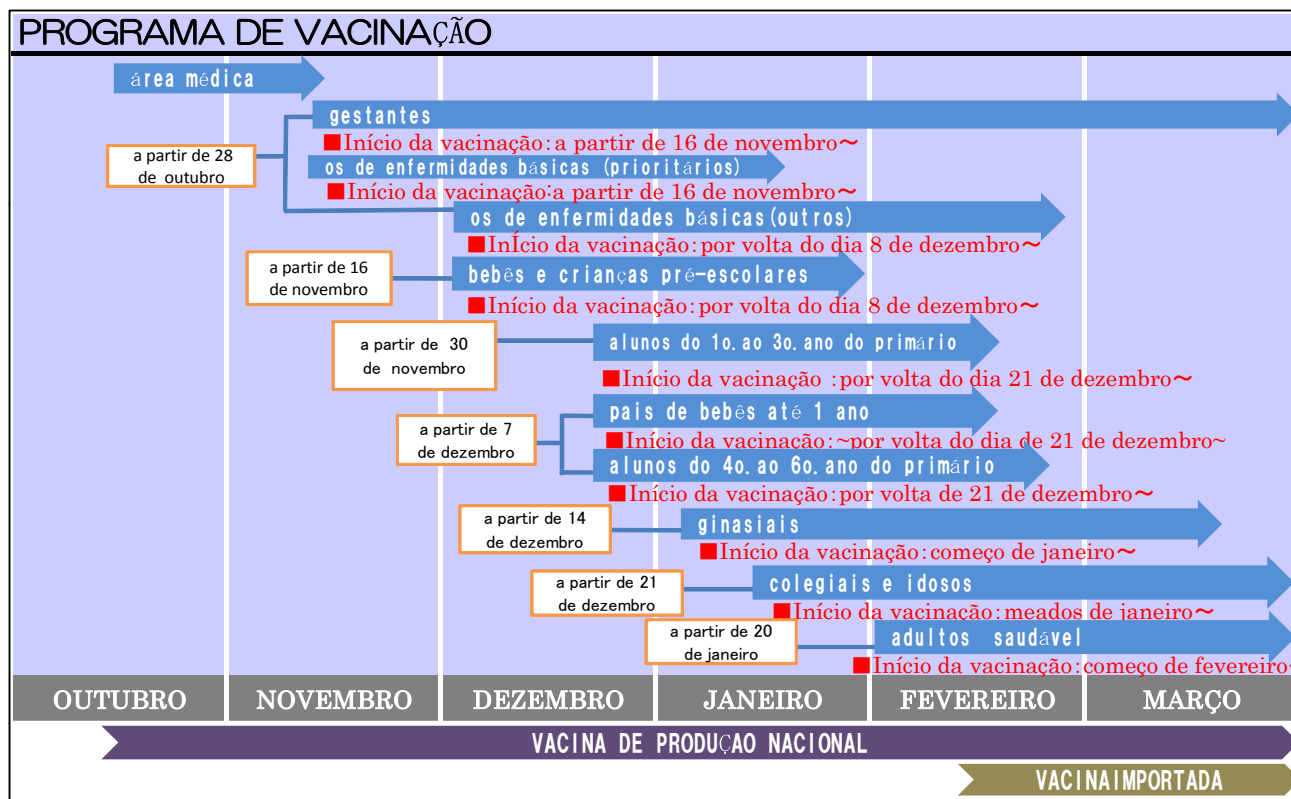 PROGRAMA DE VACINAÇÃO
área médica
gestantes
■Início da vacinação:a partir de 16 de novembro～
a partir de 28
de outubro
os de enfermidades básicas (prioritários)
■Início da vacinação:a partir de 16 de novembro～
os de enfermidades básicas(outros)
■InÍcio da vacinação:por volta do dia 8 de dezembro～
a partir de 16
de novembro
bebês e crianças pré-escolares
■Início da vacinação:por volta do dia 8 de dezembro～
a partir de 30
de novembro
alunos do 1o. ao 3o. ano do primário
■Início da vacinação :por volta do dia 21 de dezembro～
a partir de 7
de dezembro
pais de bebês até 1 ano
■Início da vacinação:~por volta do dia de 21 de dezembro~
alunos do 4o. ao 6o. ano do primário
■Início da vacinação:por volta de 21 de dezembro～
a partir de 14
de dezembro
ginasiais
■Início da vacinação:começo de janeiro～
a partir de 21
de dezembro
colegiais e idosos
■Início da vacinação:meados de janeiro～
a partir de 20
de janeiro
adultos saudável
■Início da vacinação:começo de fevereiro~
OUTUBRO NOVEMBRO DEZEMBRO JANEIRO FEVEREIRO MARÇO
VACINA DE PRODUÇAO NACIONAL
VACINAIMPORTADA